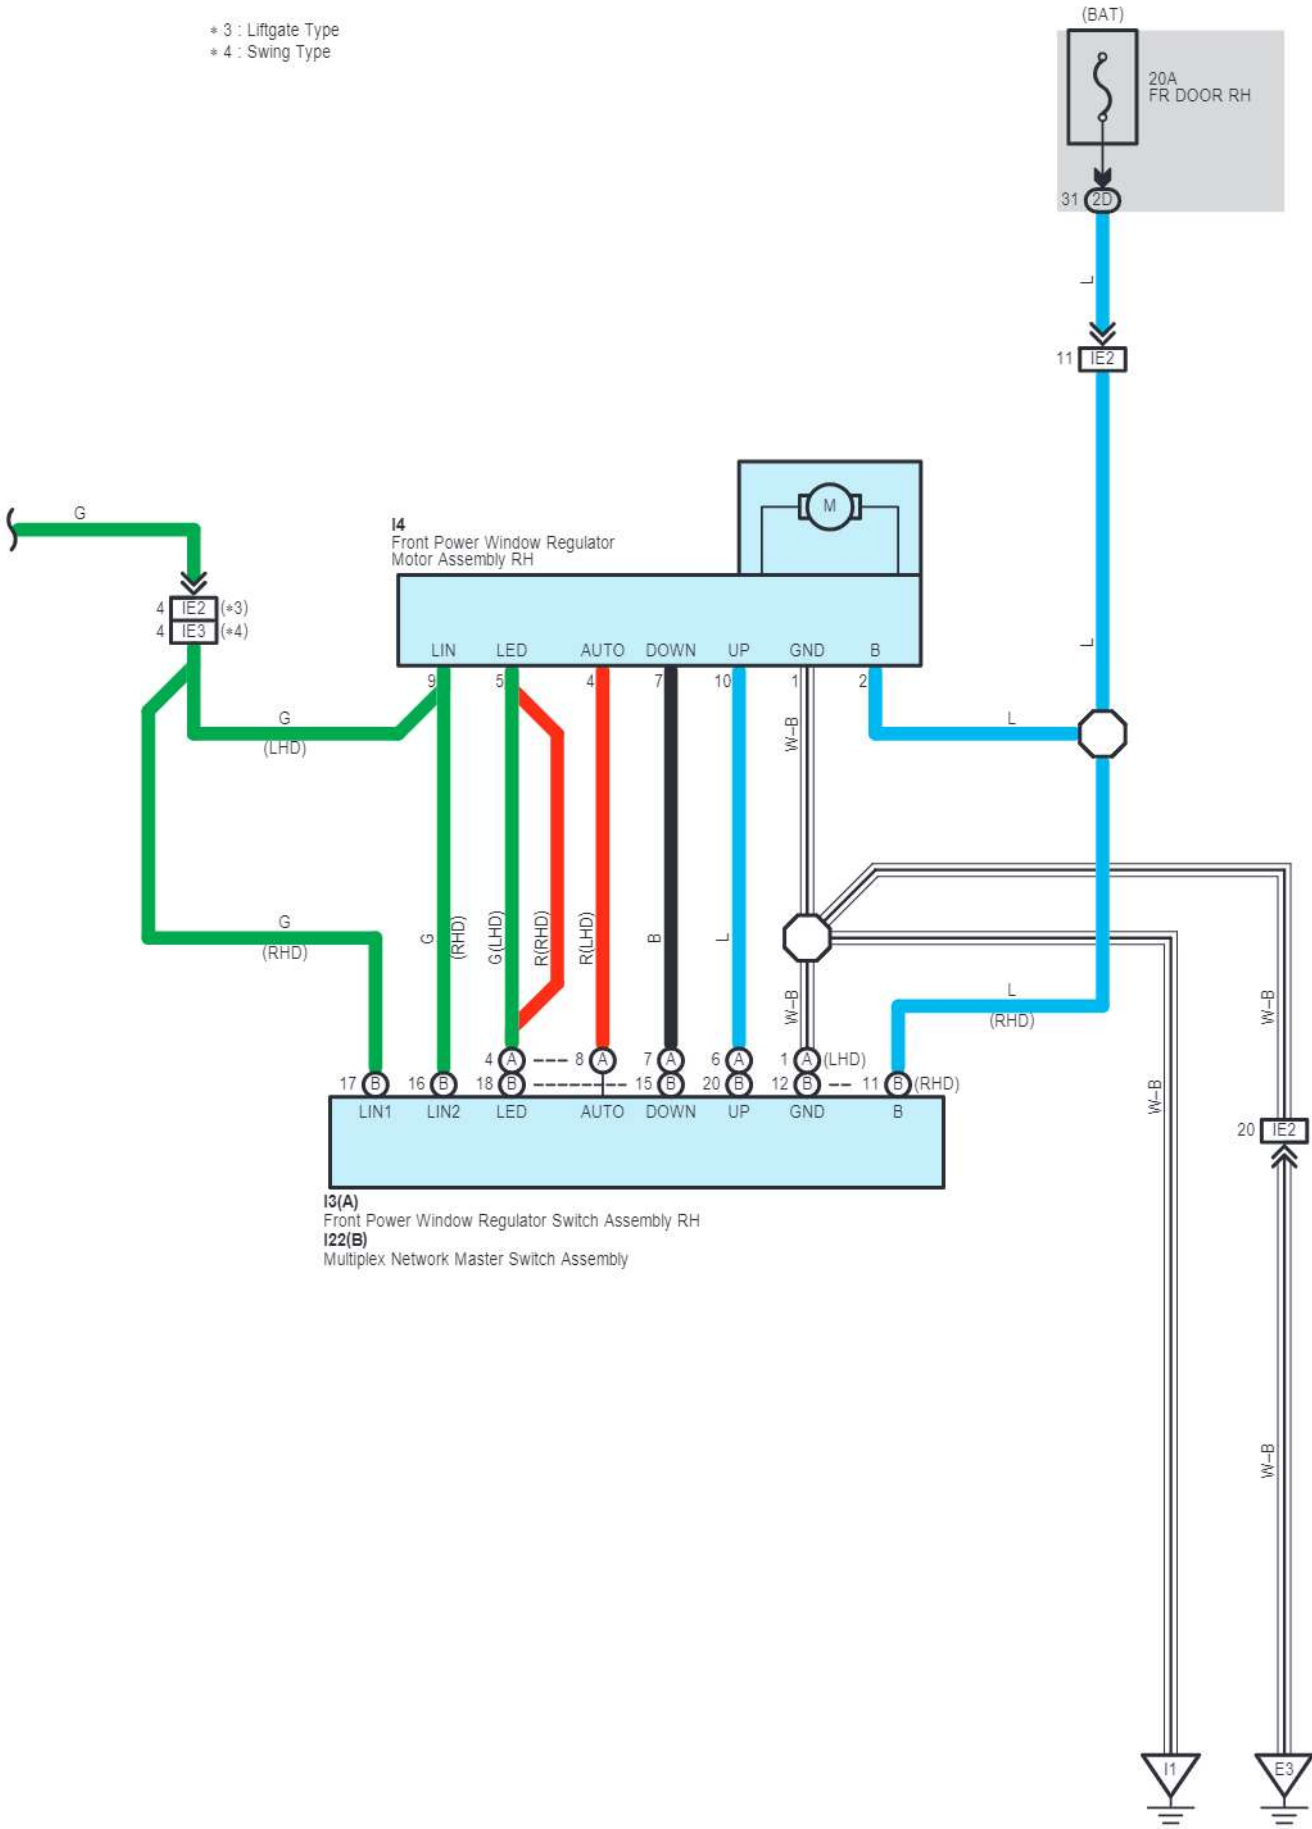 ∗ 3 : Liftgate Type
∗ 4 : Swing Type
(BAT)
20A
FR DOOR RH
31 2D
L
11 IE2
G
I4
Front Power Window Regulator
Motor Assembly RH
M
4 IE2 (∗3)
4 IE3 (∗4)
LIN LED AUTO DOWN UP GND B
9 5 4 7 10 1 2
L
G
(LHD)
W–B
L
G
(RHD)
G
(RHD)
G(LHD)
R(RHD)
R(LHD)
B
L
W–B
L
(RHD)
W–B
4 A 8 A 7 A 6 A 1 A (LHD)
17 B 16 B 18 B 15 B 20 B 12 B 11 B (RHD)
LIN1 LIN2 LED AUTO DOWN UP GND B
W–B
20 IE2
I3(A)
Front Power Window Regulator Switch Assembly RH
I22(B)
Multiplex Network Master Switch Assembly
W–B
I1
E3